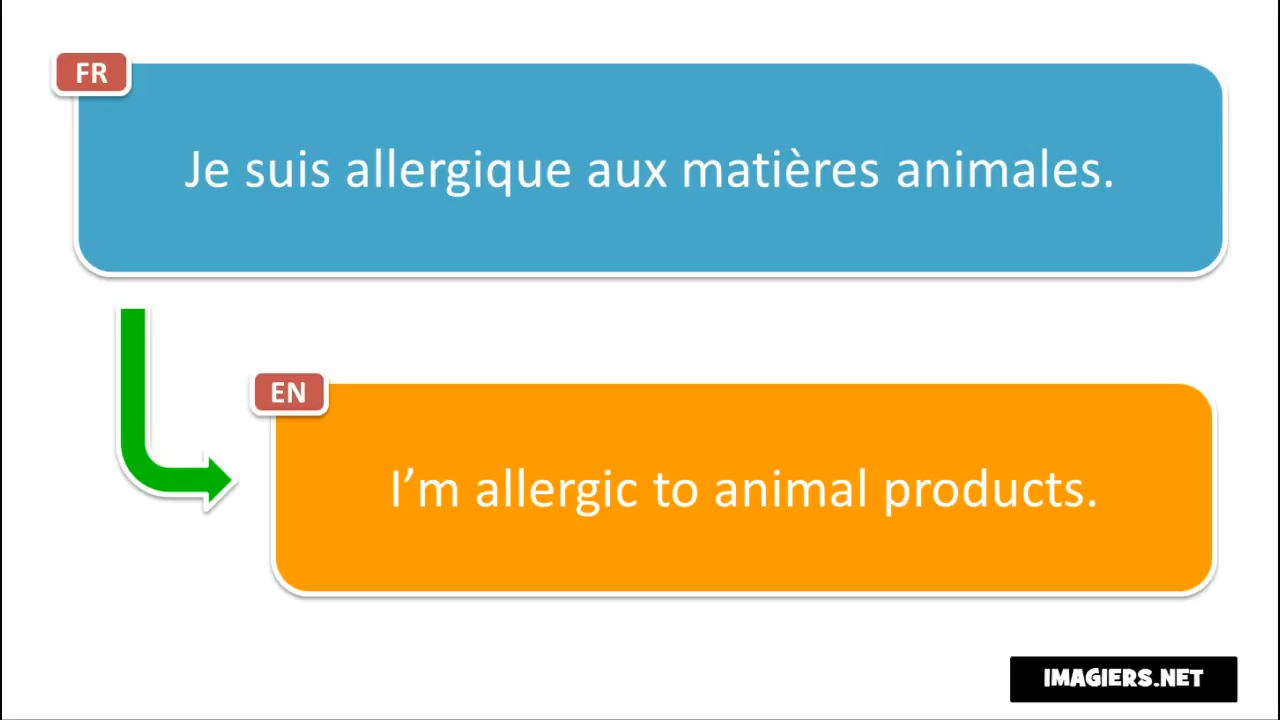 FR
Je suis allergique aux matières animales.
EN
I’m allergic to animal products.
IMAGIERS.NET